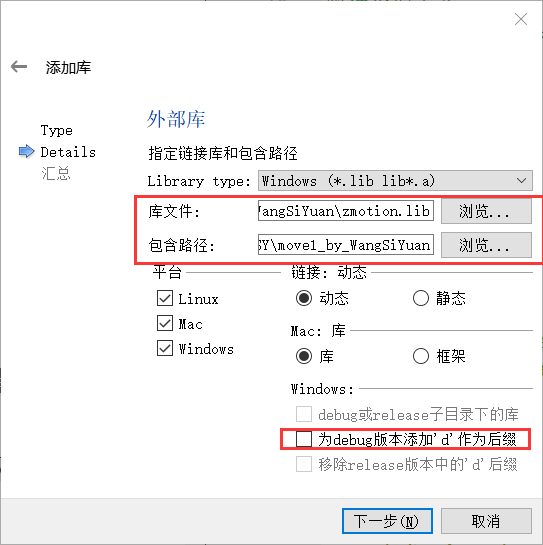 添加库
Type
Details
汇总
外部库
指定链接库和包含路径
Library type: Windows (*.lib lib*.a)
库文件: WangSiYuan\zmotion.lib 浏览...
包含路径: SY\move1_by_WangSiYuan 浏览...
平台
Linux
Mac
Windows
链接: 动态
动态 静态
Mac: 库
库 框架
Windows:
debug或release子目录下的库
为debug版本添加'd'作为后缀
移除release版本中的'd'后缀
下一步(N) 取消